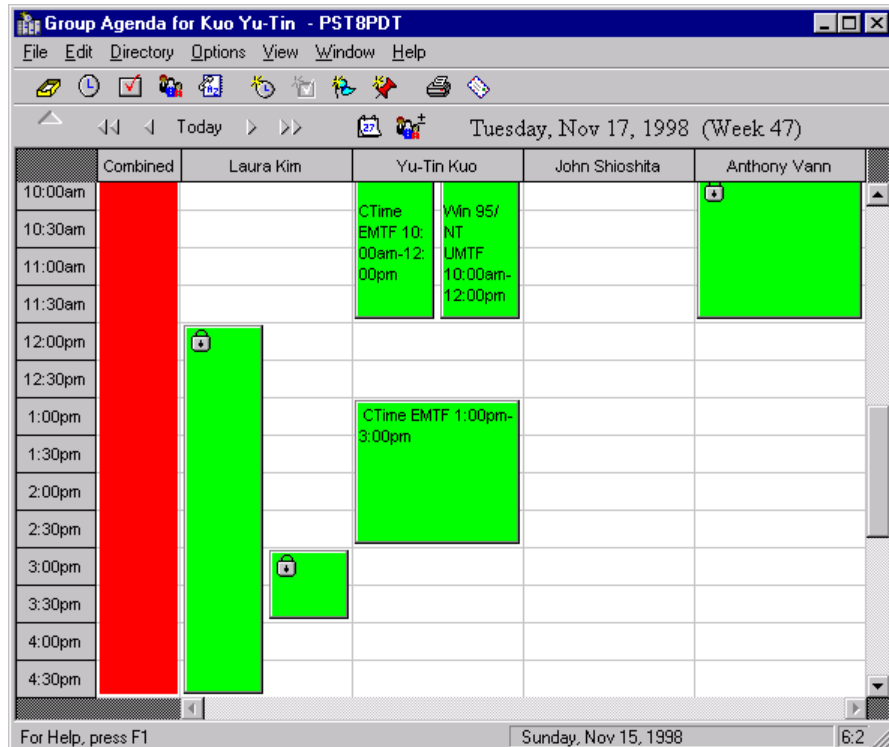 Group Agenda for Kuo Yu-Tin - PST8PDT
File Edit Directory Options View Window Help
Today
27
Tuesday, Nov 17, 1998 (Week 47)
Combined Laura Kim Yu-Tin Kuo John Shioshita Anthony Vann
10:00am
10:30am
11:00am
11:30am
12:00pm
12:30pm
1:00pm
1:30pm
2:00pm
2:30pm
3:00pm
3:30pm
4:00pm
4:30pm
CTime
EMTF 10:
00am-12:
00pm
Win 95/
NT
UMTF
10:00am-
12:00pm
CTime EMTF 1:00pm-
3:00pm
For Help, press F1
Sunday, Nov 15, 1998
6:2